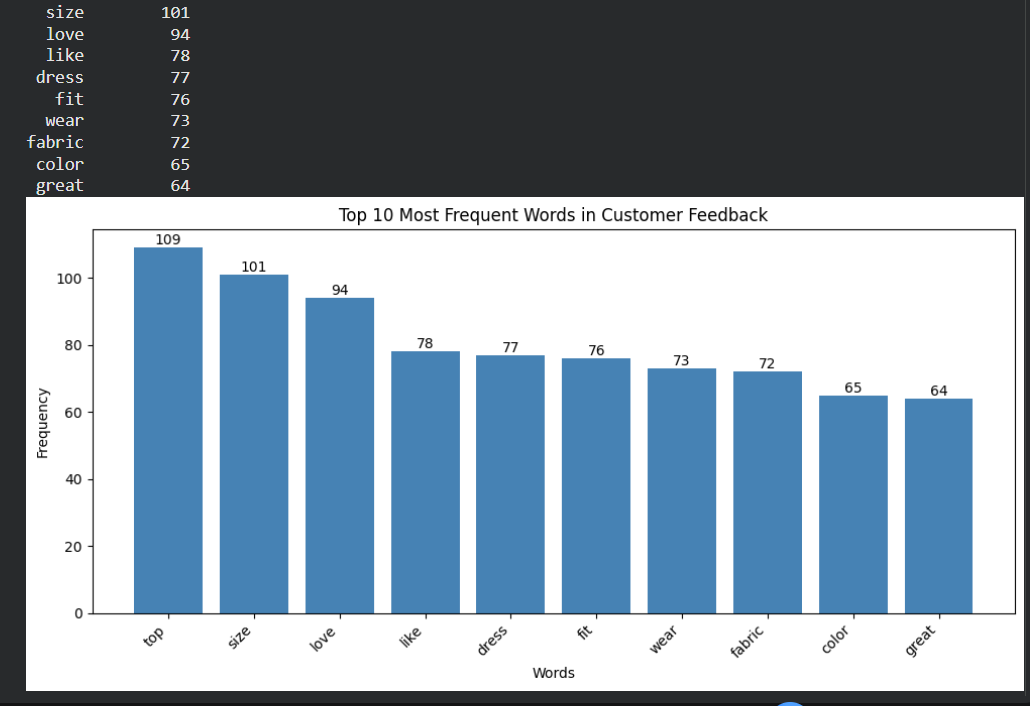 size 101
love 94
like 78
dress 77
fit 76
wear 73
fabric 72
color 65
great 64
Top 10 Most Frequent Words in Customer Feedback
109
101
94
78
77
76
73
72
65
64
100
80
60
40
20
0
Frequency
top size love like dress fit wear fabric color great
Words